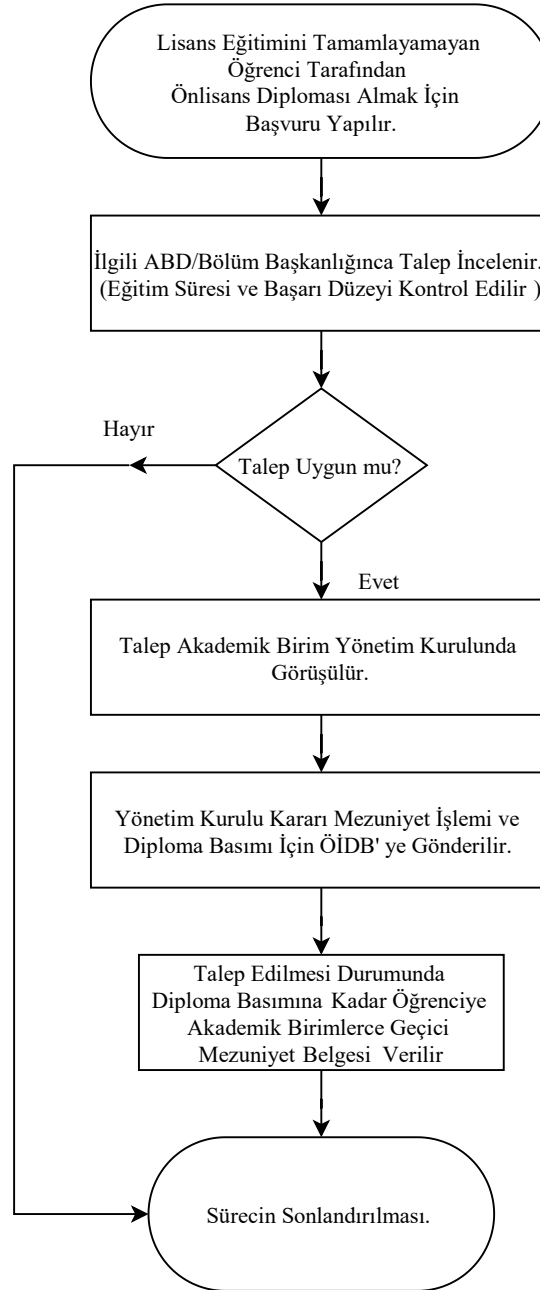 Lisans Eğitimini Tamamlayamayan
Öğrenci Tarafından
Önlisans Diploması Almak İçin
Başvuru Yapılır.
İlgili ABD/Bölüm Başkanlığınca Talep İncelenir.
(Eğitim Süresi ve Başarı Düzeyi Kontrol Edilir )
Hayır
Talep Uygun mu?
Evet
Talep Akademik Birim Yönetim Kurulunda
Görüşülür.
Yönetim Kurulu Kararı Mezuniyet İşlemi ve
Diploma Basımı İçin ÖİDB' ye Gönderilir.
Talep Edilmesi Durumunda
Diploma Basımına Kadar Öğrenciye
Akademik Birimlerce Geçici
Mezuniyet Belgesi Verilir
Sürecin Sonlandırılması.